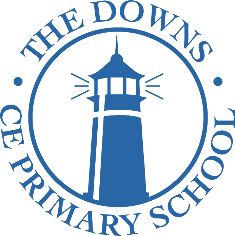 THE DOWNS
CE PRIMARY SCHOOL